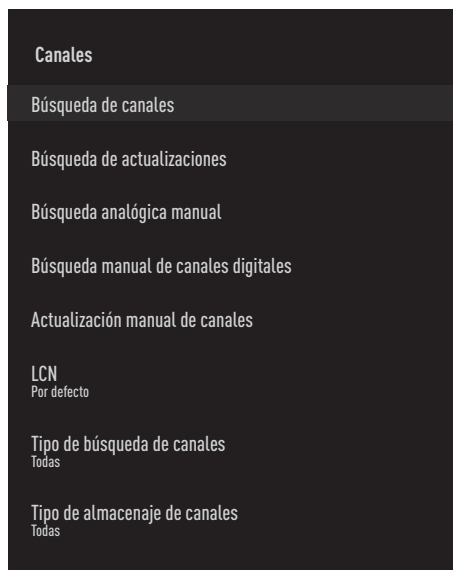 Canales
Búsqueda de canales
Búsqueda de actualizaciones
Búsqueda analógica manual
Búsqueda manual de canales digitales
Actualización manual de canales
LCN
Por defecto
Tipo de búsqueda de canales
Todas
Tipo de almacenaje de canales
Todas